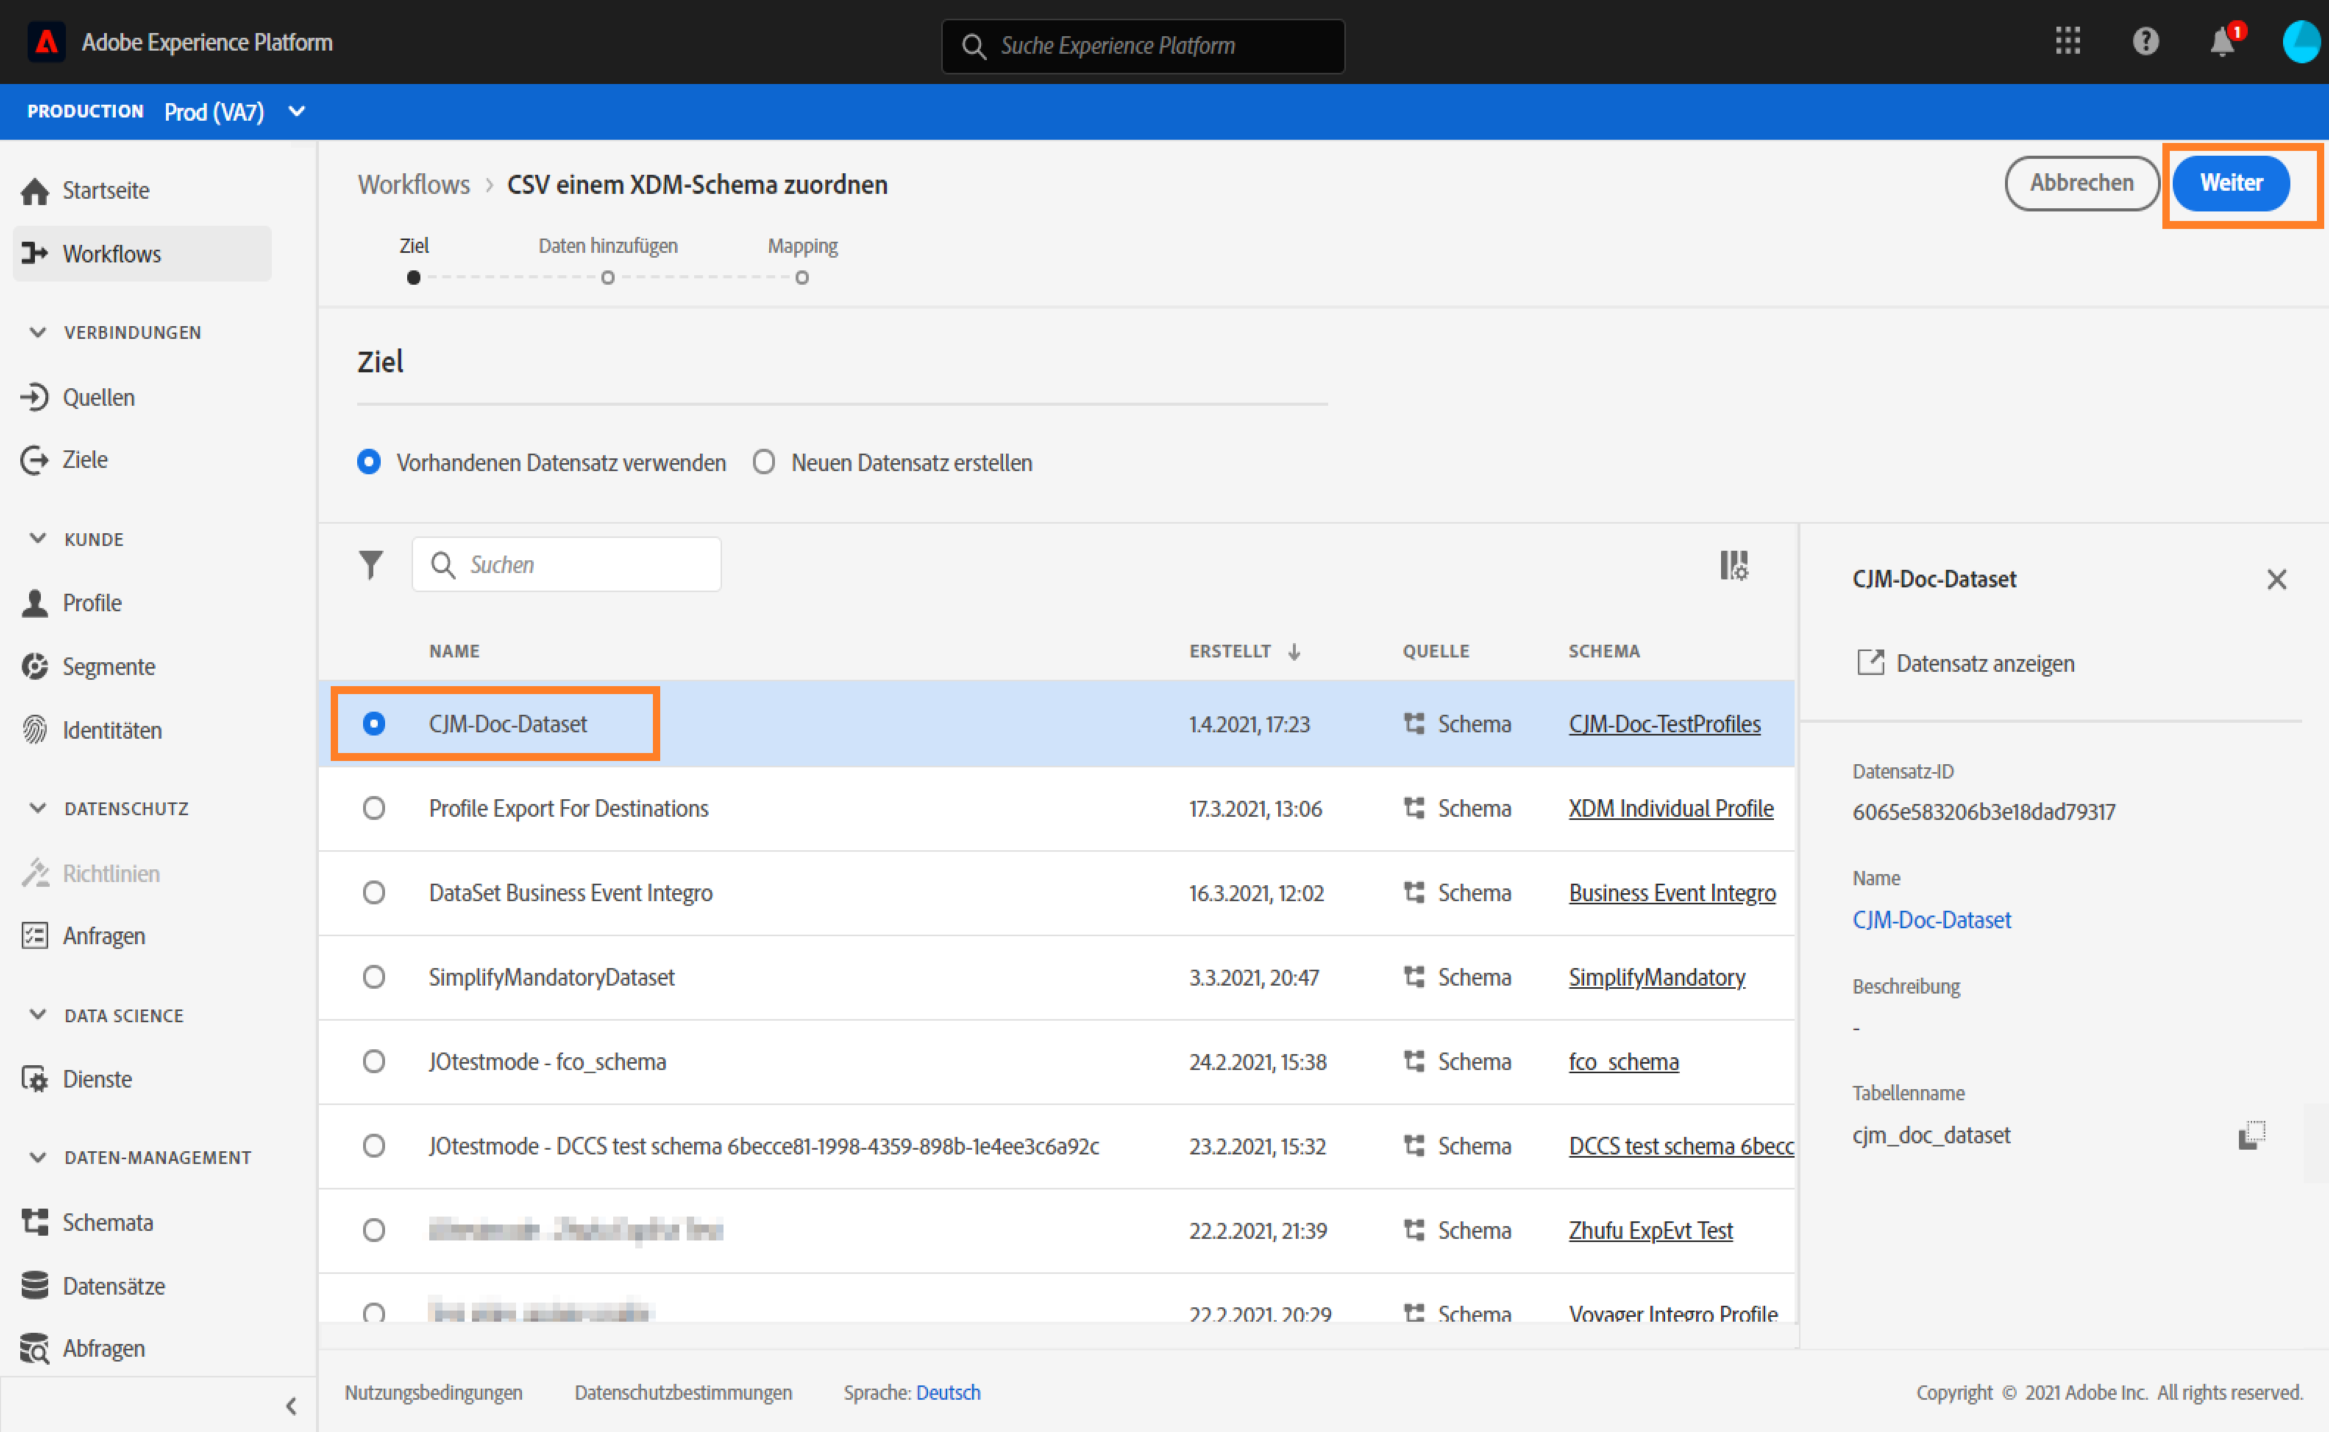 Adobe Experience Platform
Suche Experience Platform
1
PRODUCTION Prod (VA7)
Startseite
Workflows
VERBINDUNGEN
Quellen
Ziele
KUNDE
Profile
Segmente
Identitäten
DATENSCHUTZ
Richtlinien
Anfragen
DATA SCIENCE
Dienste
DATEN-MANAGEMENT
Schemata
Datensätze
Abfragen
Workflows › CSV einem XDM-Schema zuordnen
Abbrechen
Weiter
Ziel Daten hinzufügen Mapping
Ziel
Vorhandenen Datensatz verwenden Neuen Datensatz erstellen
Suchen
NAME ERSTELLT ↓ QUELLE SCHEMA
CJM-Doc-Dataset 1.4.2021, 17:23 Schema CJM-Doc-TestProfiles
Profile Export For Destinations 17.3.2021, 13:06 Schema XDM Individual Profile
DataSet Business Event Integro 16.3.2021, 12:02 Schema Business Event Integro
SimplifyMandatoryDataset 3.3.2021, 20:47 Schema SimplifyMandatory
JOtestmode - fco_schema 24.2.2021, 15:38 Schema fco_schema
JOtestmode - DCCS test schema 6becce81-1998-4359-898b-1e4ee3c6a92c 23.2.2021, 15:32 Schema DCCS test schema 6becc
22.2.2021, 21:39 Schema Zhufu ExpEvt Test
22.2.2021, 20:29 Schema Voyager Integro Profile
CJM-Doc-Dataset
Datensatz anzeigen
Datensatz-ID
6065e583206b3e18dad79317
Name
CJM-Doc-Dataset
Beschreibung
-
Tabellenname
cjm_doc_dataset
Nutzungsbedingungen Datenschutzbestimmungen Sprache: Deutsch
Copyright © 2021 Adobe Inc. All rights reserved.